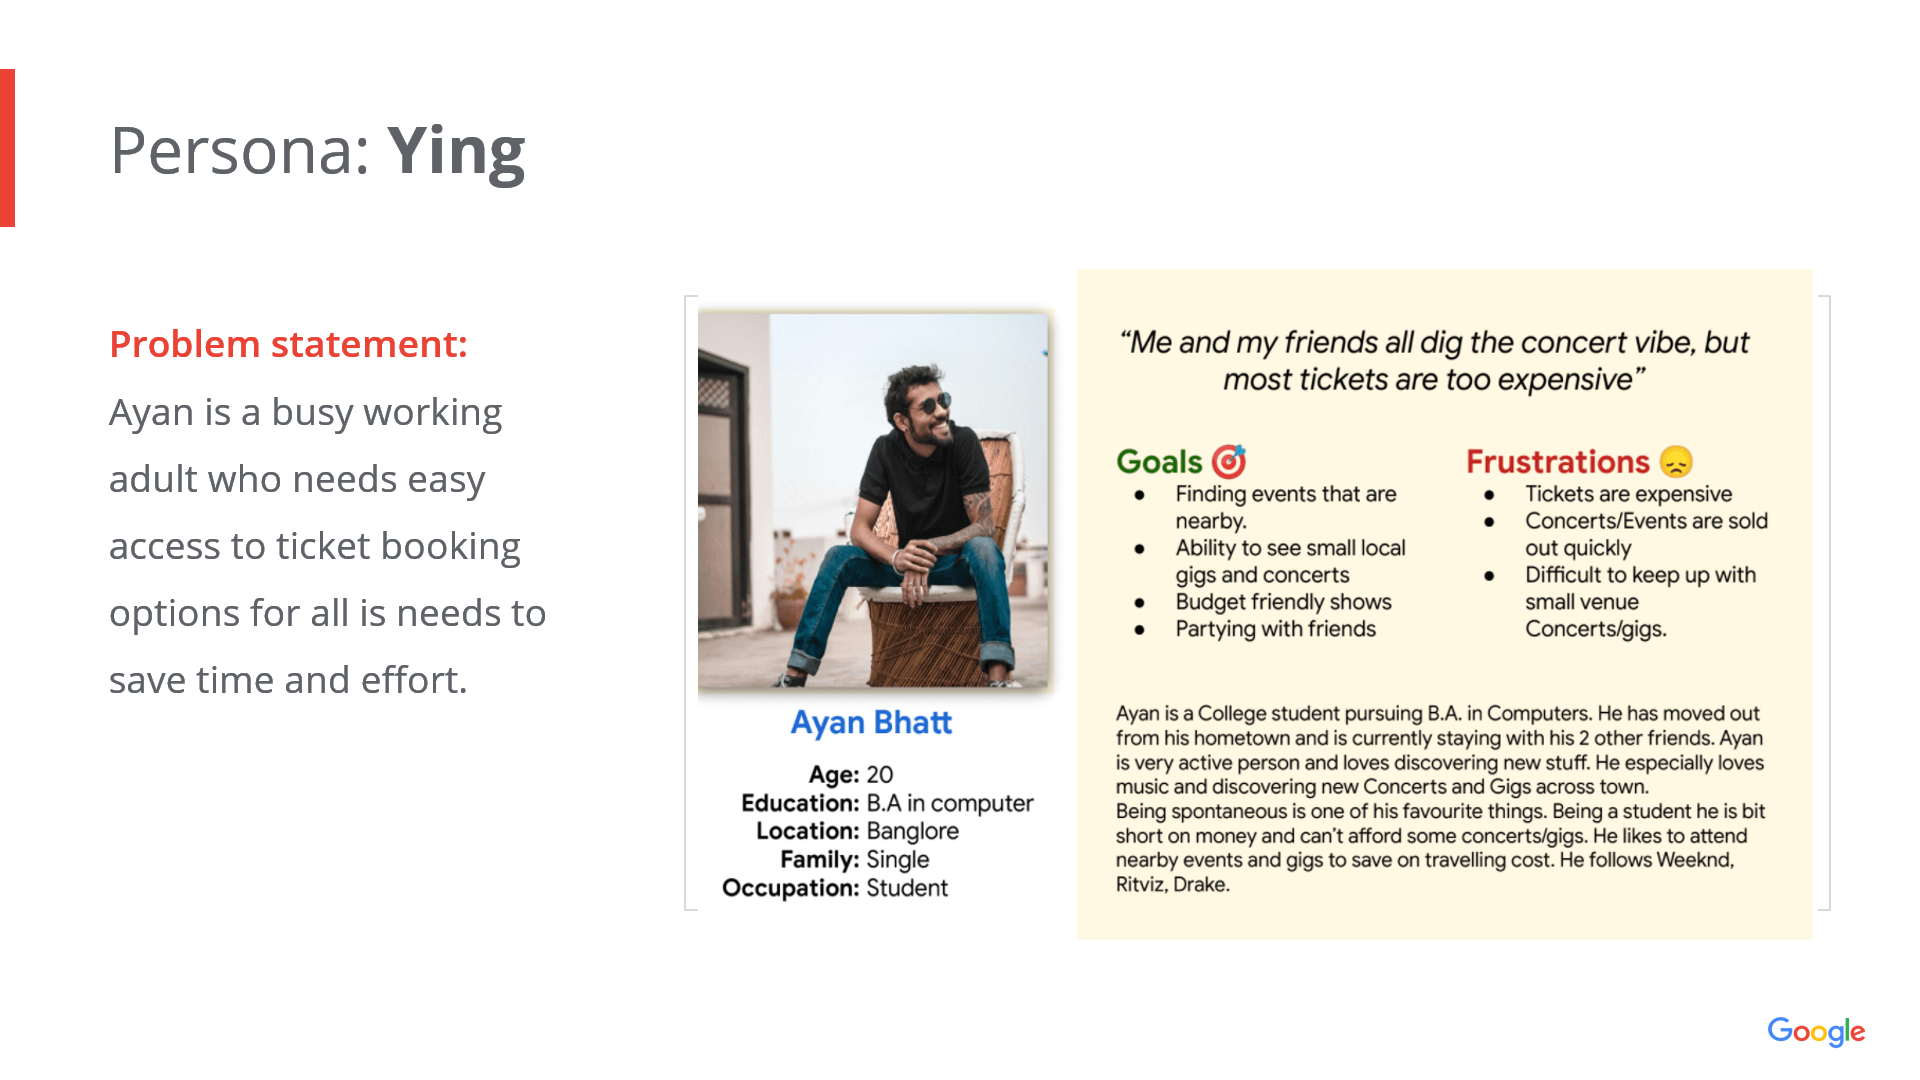 Persona: Ying
Problem statement:
Ayan is a busy working
adult who needs easy
access to ticket booking
options for all is needs to
save time and effort.
Ayan Bhatt
Age: 20
Education: B.A in computer
Location: Banglore
Family: Single
Occupation: Student
“Me and my friends all dig the concert vibe, but
most tickets are too expensive”
Goals
Finding events that are
nearby.
Ability to see small local
gigs and concerts
Budget friendly shows
Partying with friends
Frustrations
Tickets are expensive
Concerts/Events are sold
out quickly
Difficult to keep up with
small venue
Concerts/gigs.
Ayan is a College student pursuing B.A. in Computers. He has moved out
from his hometown and is currently staying with his 2 other friends. Ayan
is very active person and loves discovering new stuff. He especially loves
music and discovering new Concerts and Gigs across town.
Being spontaneous is one of his favourite things. Being a student he is bit
short on money and can’t afford some concerts/gigs. He likes to attend
nearby events and gigs to save on travelling cost. He follows Weeknd,
Ritviz, Drake.
Google